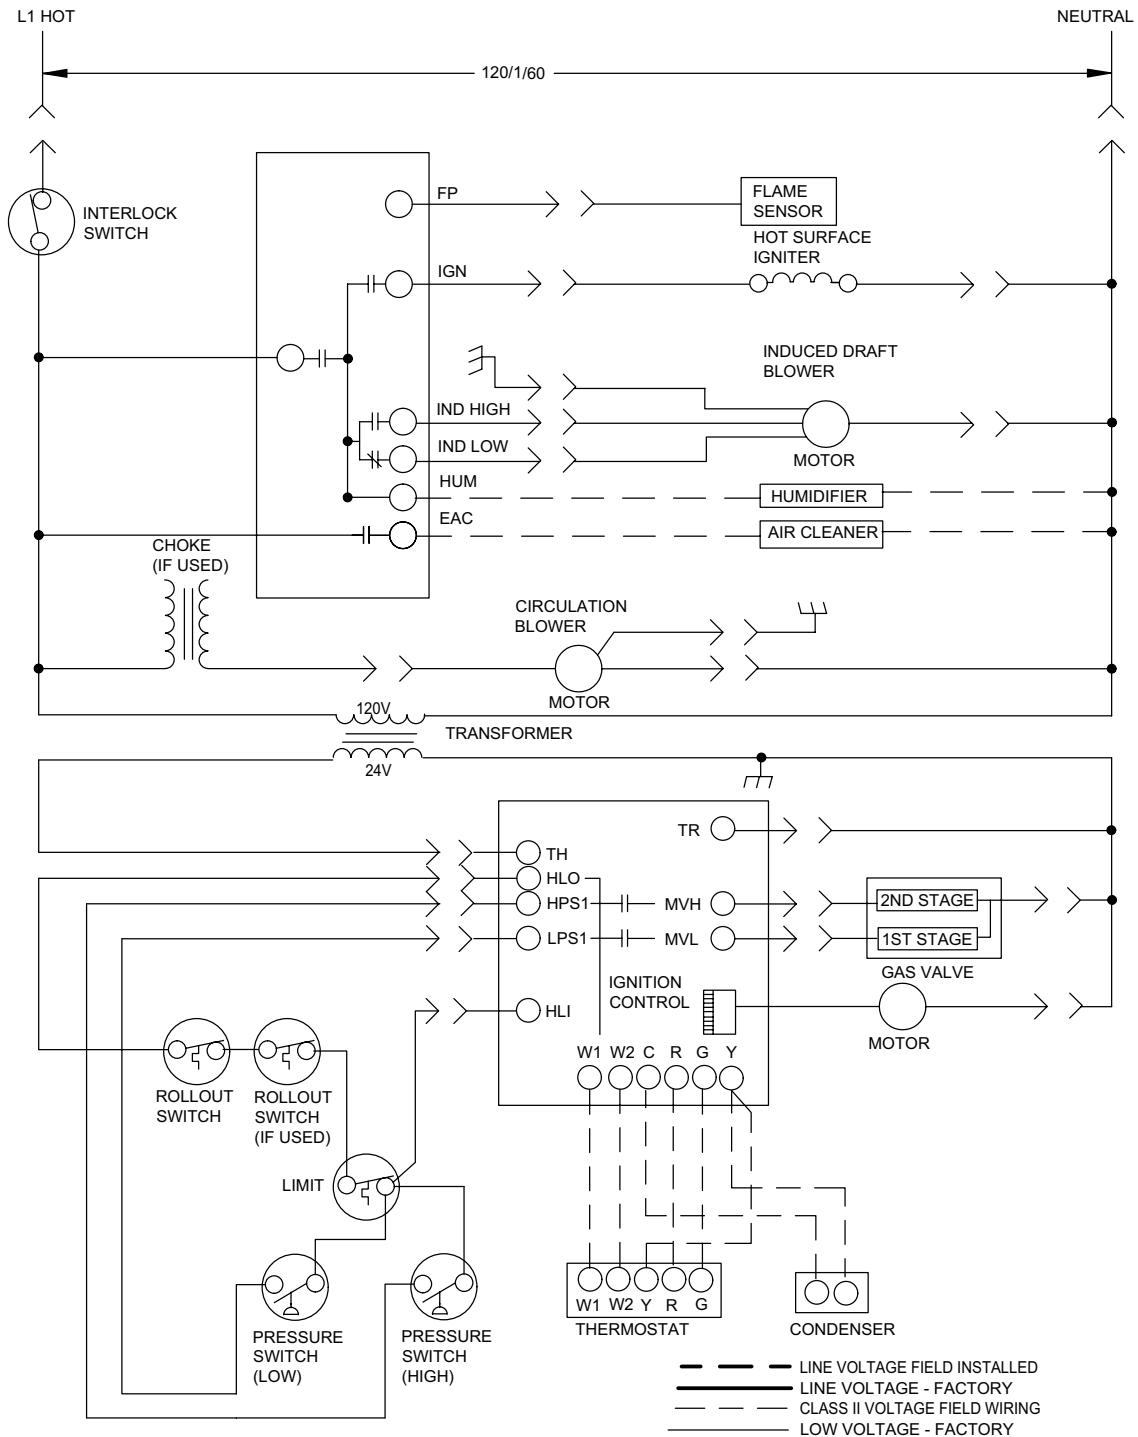 L1 HOT
NEUTRAL
120/1/60
INTERLOCK
SWITCH
FP
FLAME
SENSOR
HOT SURFACE
IGNITER
IGN
INDUCED DRAFT
BLOWER
IND HIGH
IND LOW
MOTOR
HUM
HUMIDIFIER
EAC
AIR CLEANER
CHOKE
(IF USED)
CIRCULATION
BLOWER
MOTOR
120V
TRANSFORMER
24V
TR
TH
HLO
HPS1
MVH
2ND STAGE
LPS1
MVL
1ST STAGE
GAS VALVE
IGNITION
CONTROL
HLI
MOTOR
W1 W2 C R G Y
ROLLOUT
SWITCH
ROLLOUT
SWITCH
(IF USED)
LIMIT
W1 W2 Y R G
THERMOSTAT
CONDENSER
PRESSURE
SWITCH
(LOW)
PRESSURE
SWITCH
(HIGH)
LINE VOLTAGE FIELD INSTALLED
LINE VOLTAGE - FACTORY
CLASS II VOLTAGE FIELD WIRING
LOW VOLTAGE - FACTORY